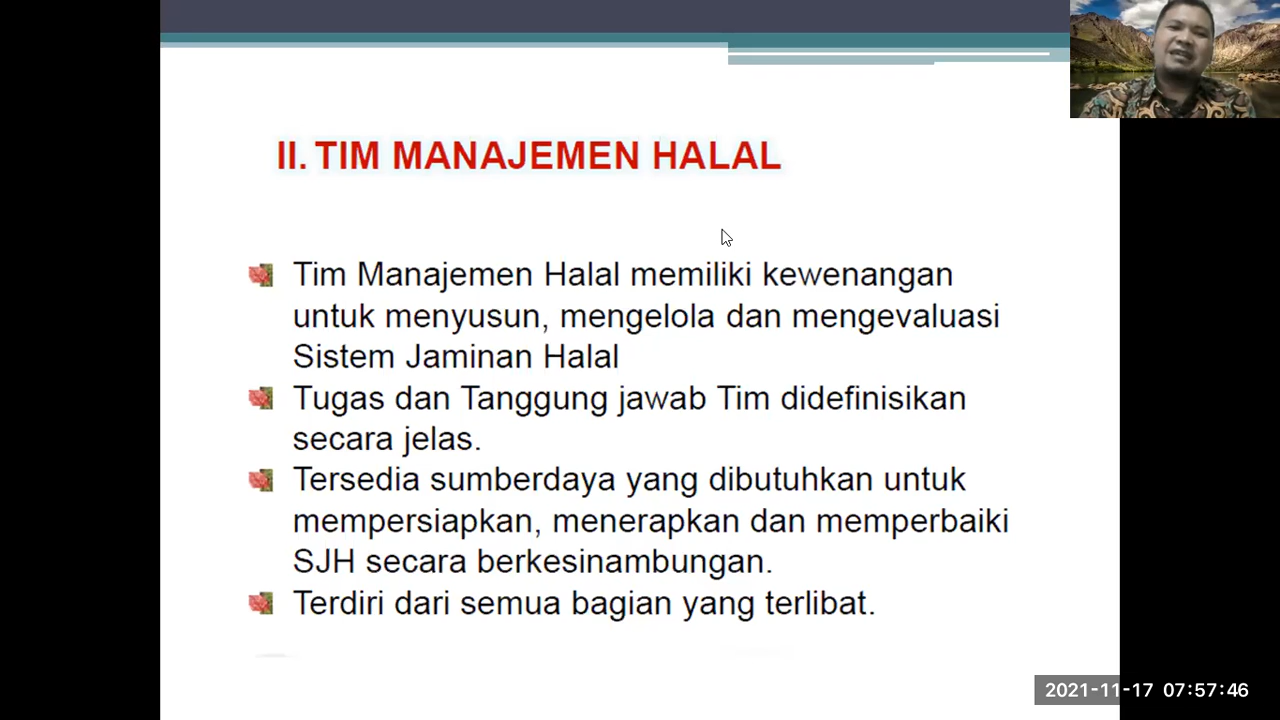 II. TIM MANAJEMEN HALAL
Tim Manajemen Halal memiliki kewenangan
untuk menyusun, mengelola dan mengevaluasi
Sistem Jaminan Halal
Tugas dan Tanggung jawab Tim didefinisikan
secara jelas.
Tersedia sumberdaya yang dibutuhkan untuk
mempersiapkan, menerapkan dan memperbaiki
SJH secara berkesinambungan.
Terdiri dari semua bagian yang terlibat.
2021-11-17 07:57:46